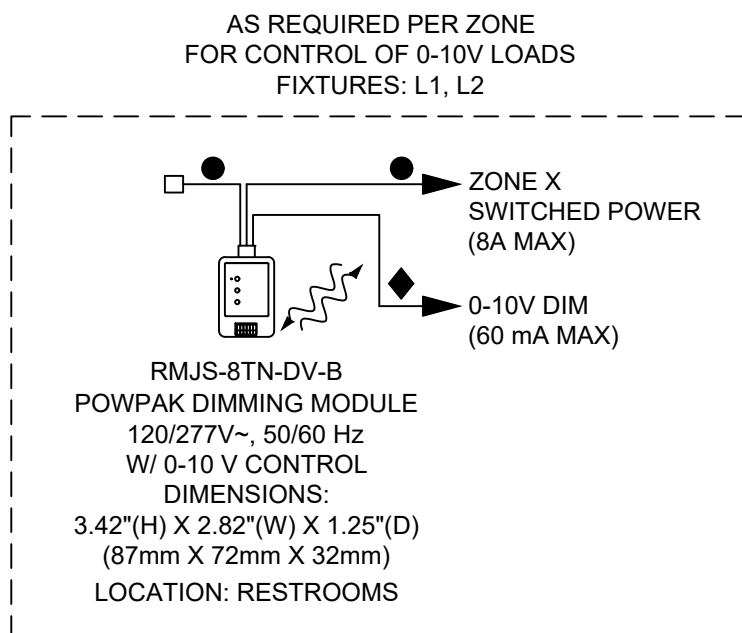 AS REQUIRED PER ZONE
FOR CONTROL OF 0-10V LOADS
FIXTURES: L1, L2
ZONE X
SWITCHED POWER
(8A MAX)
0-10V DIM
(60 mA MAX)
RMJS-8TN-DV-B
POWPAK DIMMING MODULE
120/277V~, 50/60 Hz
W/ 0-10 V CONTROL
DIMENSIONS:
3.42"(H) X 2.82"(W) X 1.25"(D)
(87mm X 72mm X 32mm)
LOCATION: RESTROOMS